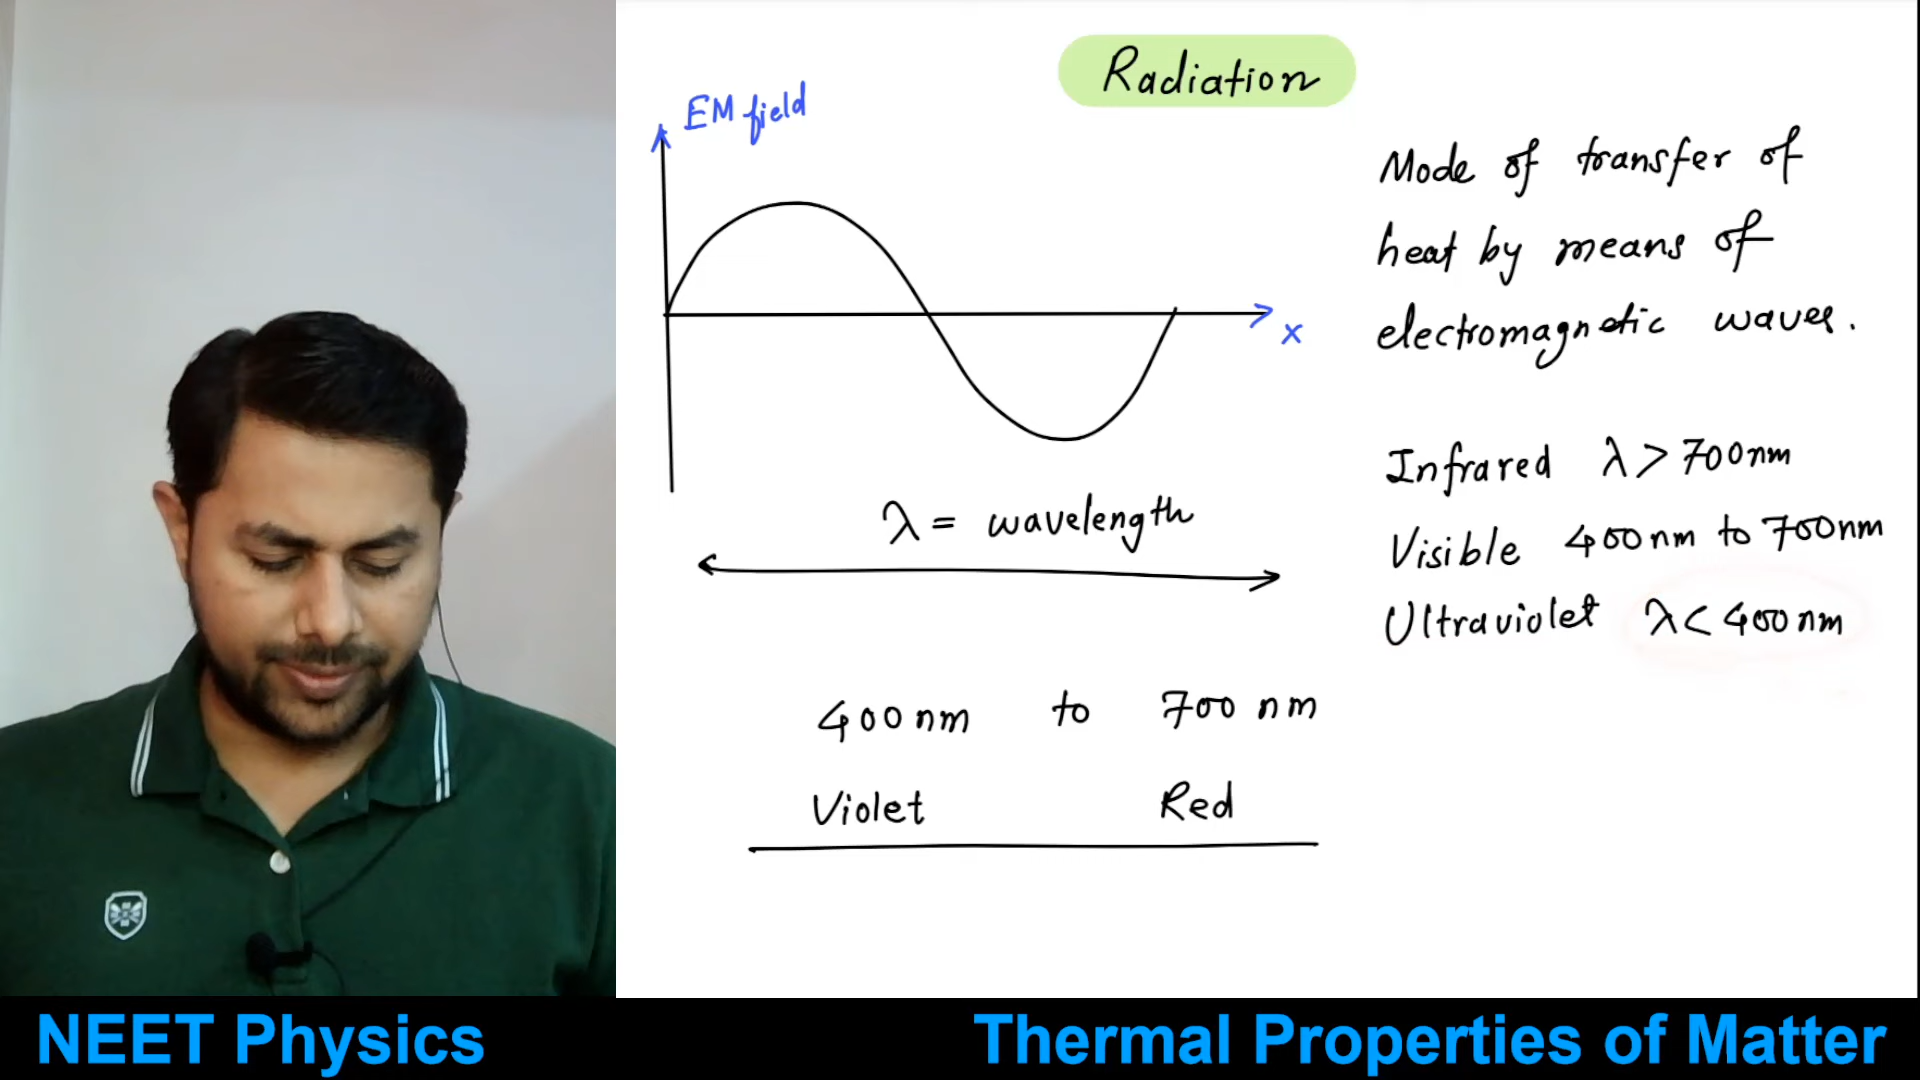 Radiation
EM field
x
λ = wavelength
400 nm to 700 nm
Violet Red
Mode of transfer of
heat by means of
electromagnetic waves.
Infrared λ > 700nm
Visible 400nm to 700nm
Ultraviolet λ < 400nm
NEET Physics
Thermal Properties of Matter